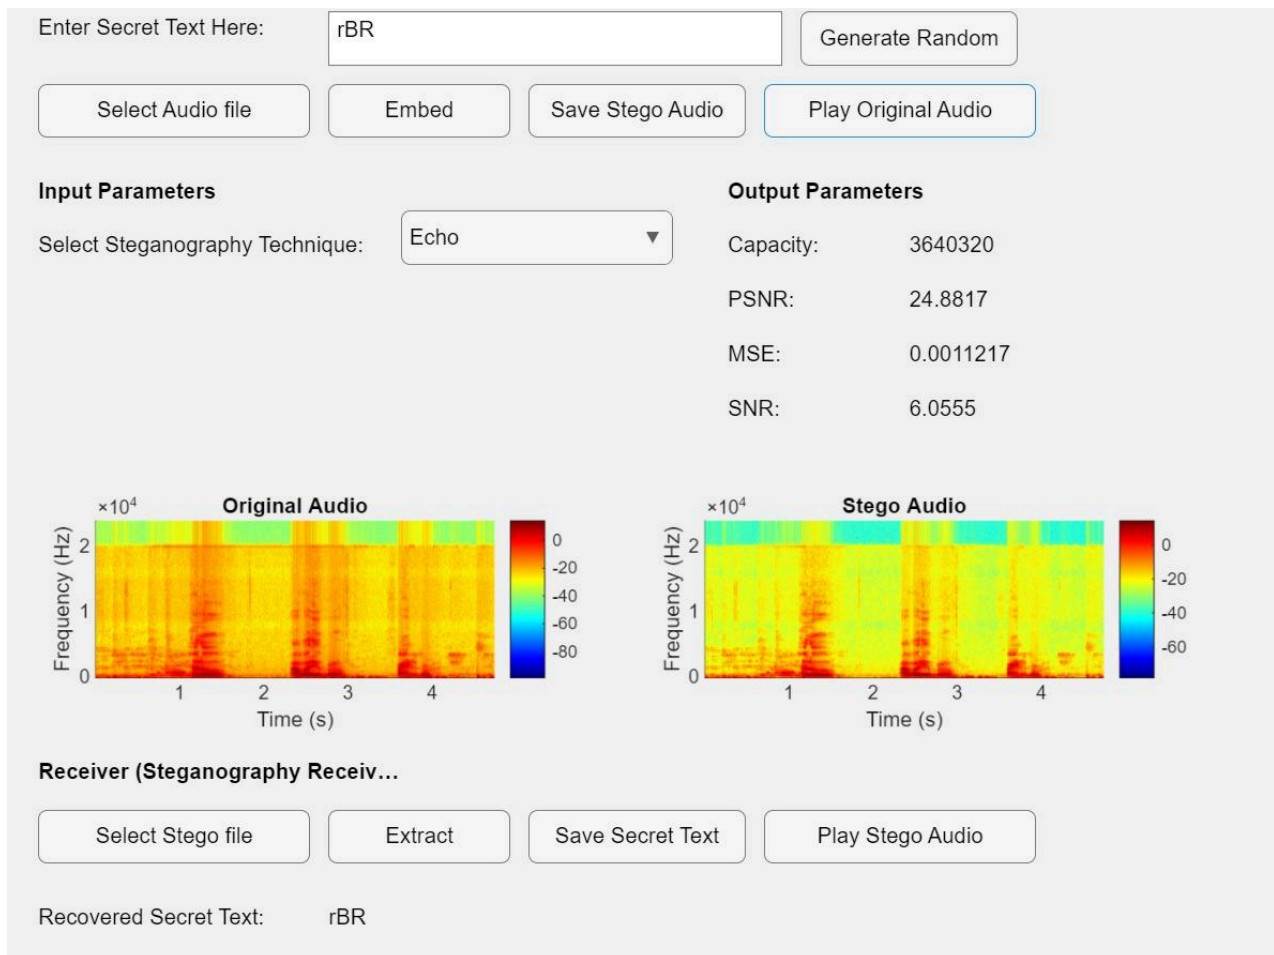 Enter Secret Text Here: rBR Generate Random
Select Audio file Embed Save Stego Audio Play Original Audio
Input Parameters
Select Steganography Technique: Echo ▼
Output Parameters
Capacity: 3640320
PSNR: 24.8817
MSE: 0.0011217
SNR: 6.0555
Original Audio
×10⁴
Frequency (Hz)
2
1
0
1 2 3 4
Time (s)
0
-20
-40
-60
-80
Stego Audio
×10⁴
Frequency (Hz)
2
1
0
1 2 3 4
Time (s)
0
-20
-40
-60
Receiver (Steganography Receiv...
Select Stego file Extract Save Secret Text Play Stego Audio
Recovered Secret Text: rBR